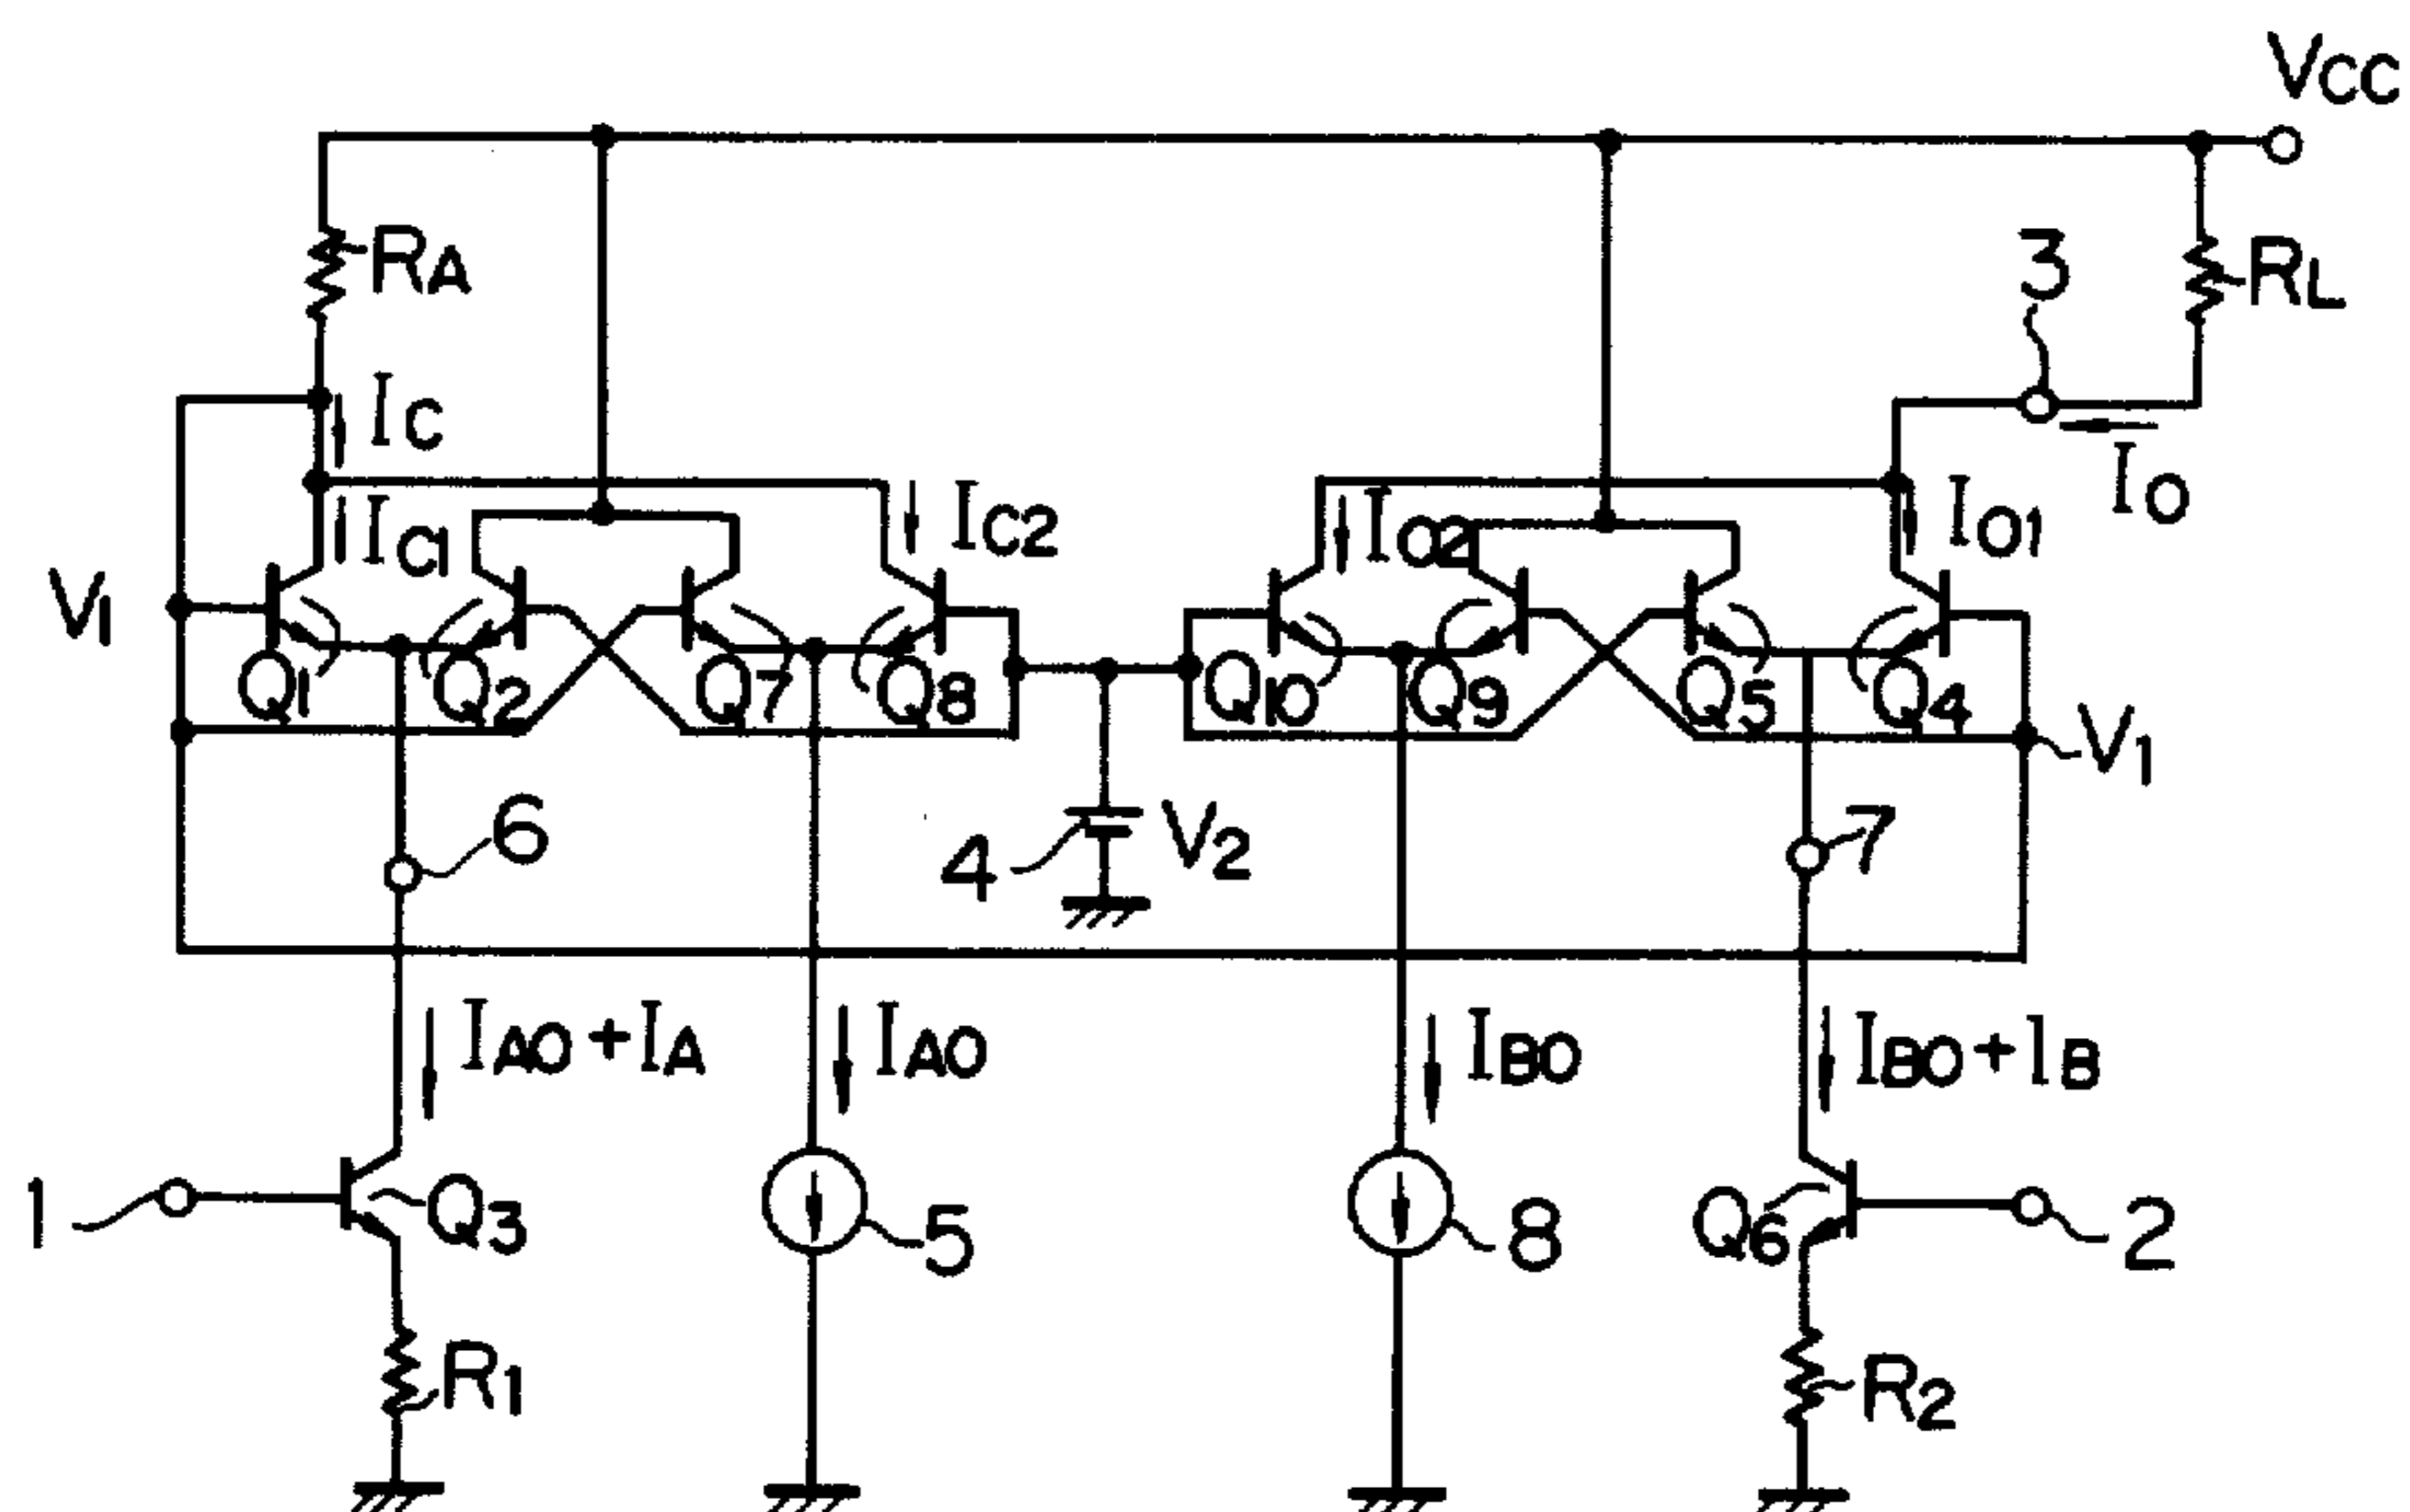 VCC
RA
3
RL
IC
IO
IC1
IC2
IO2
IO1
V1
Q1
Q2
Q7
Q8
Q10
Q9
Q5
Q4
V1
6
4
V2
7
IAO+IA
IAO
IBO
IBO+IB
1
Q3
5
8
Q6
2
R1
R2